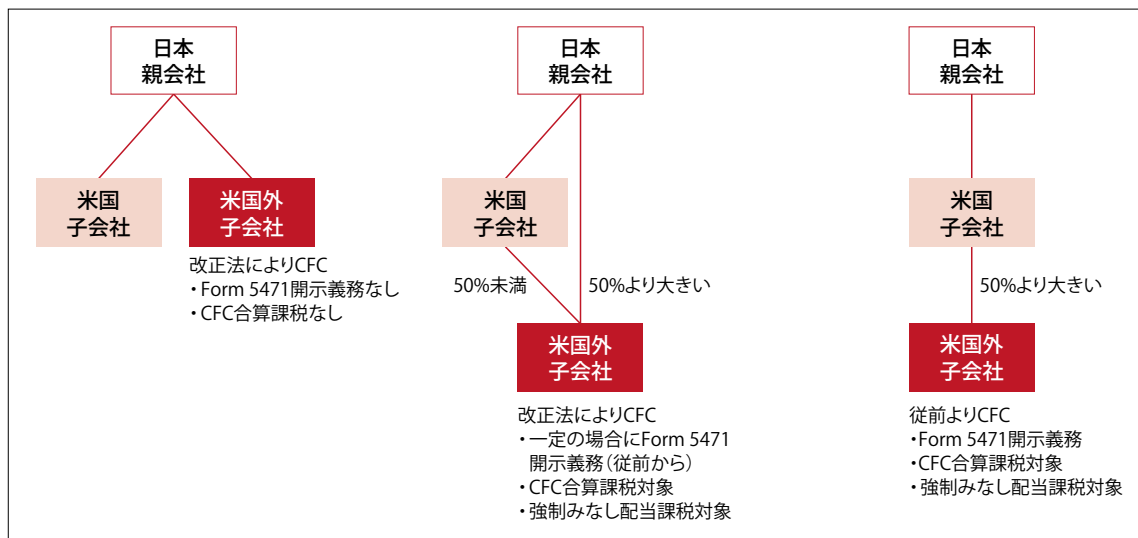 日本
親会社
米国
子会社
米国外
子会社
改正法によりCFC
・Form 5471開示義務なし
・CFC合算課税なし
日本
親会社
米国
子会社
50%未満
50%より大きい
米国外
子会社
改正法によりCFC
・一定の場合にForm 5471
開示義務(従前から)
・CFC合算課税対象
・強制みなし配当課税対象
日本
親会社
米国
子会社
50%より大きい
米国外
子会社
従前よりCFC
・Form 5471開示義務
・CFC合算課税対象
・強制みなし配当課税対象